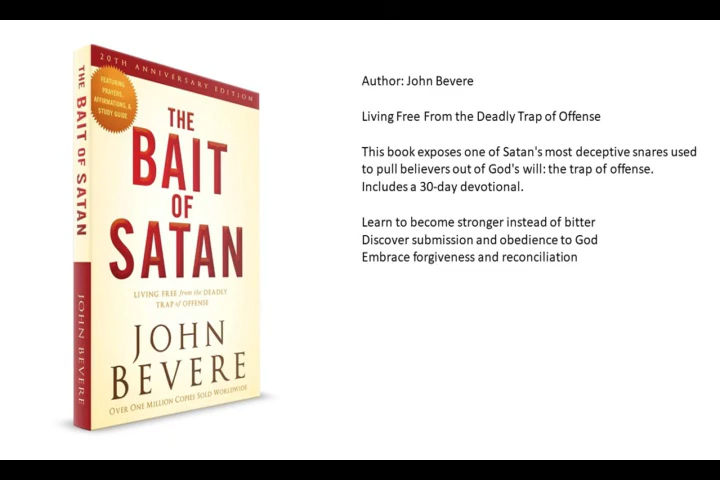 20TH ANNIVERSARY EDITION
FEATURING
PRAYERS,
AFFIRMATIONS, &
STUDY GUIDE
THE
BAIT
OF
SATAN
LIVING FREE from the DEADLY
TRAP of OFFENSE
JOHN
BEVERE
OVER ONE MILLION COPIES SOLD WORLDWIDE
THE BAIT OF SATAN
JOHN BEVERE
Author: John Bevere
Living Free From the Deadly Trap of Offense
This book exposes one of Satan's most deceptive snares used
to pull believers out of God's will: the trap of offense.
Includes a 30-day devotional.
Learn to become stronger instead of bitter
Discover submission and obedience to God
Embrace forgiveness and reconciliation